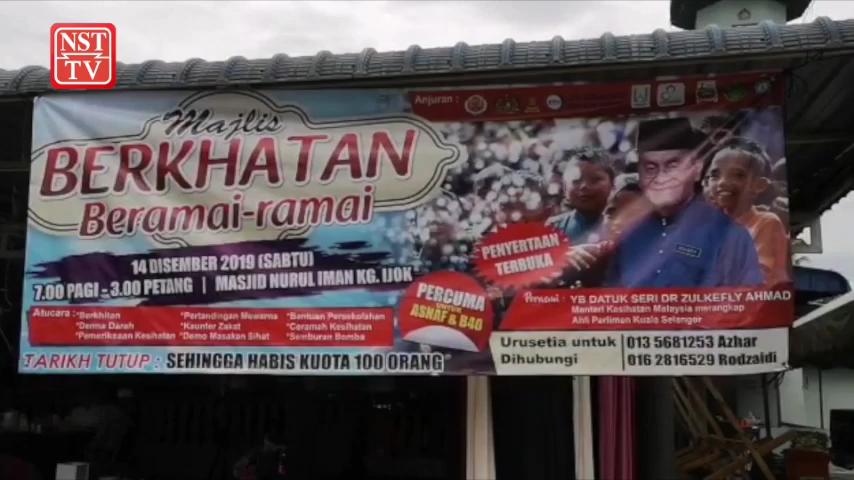 NST
TV
Anjuran :
Majlis
BERKHATAN
Beramai-ramai
14 DISEMBER 2019 (SABTU)
7.00 PAGI - 3.00 PETANG | MASJID NURUL IMAN KG. IJOK
Atucara :
*Berkhitan
*Derma Darah
*Pemeriksaan Kesihatan
*Pertandingan Mewarna
*Kaunter Zakat
*Demo Masakan Sihat
*Bantuan Persekolahan
*Ceramah Kesihatan
*Semburan Bomba
TARIKH TUTUP : SEHINGGA HABIS KUOTA 100 ORANG
PENYERTAAN
TERBUKA
PERCUMA
UNTUK
ASNAF & B40
YB DATUK SERI DR ZULKEFLY AHMAD
Menteri Kesihatan Malaysia merangkap
Ahli Parlimen Kuala Selangor
Urusetia untuk
Dihubungi
013 5681253 Azhar
016 2816529 Rodzaidi